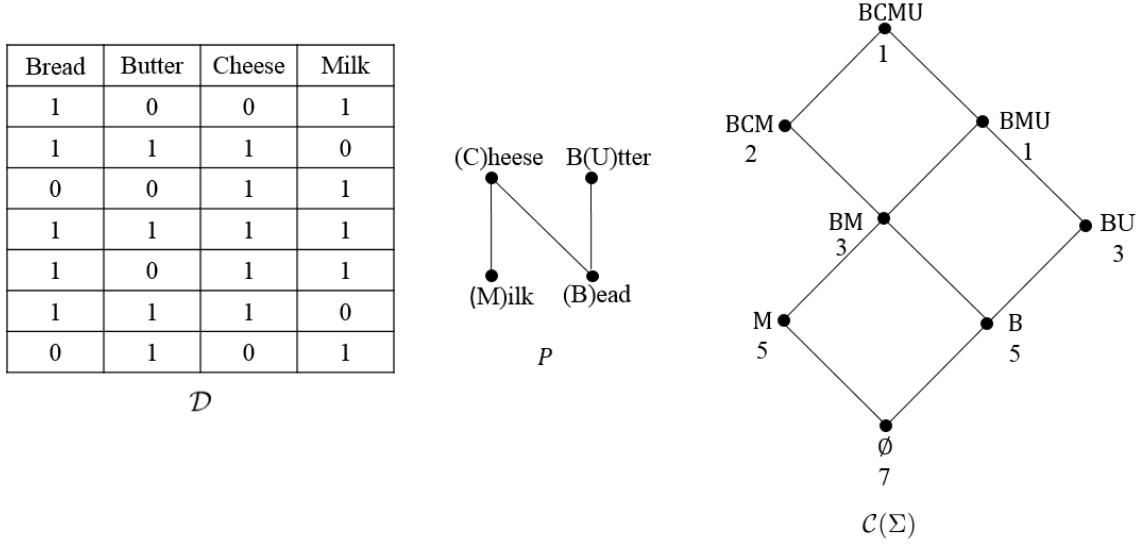 Bread Butter Cheese Milk
1 0 0 1
1 1 1 0
0 0 1 1
1 1 1 1
1 0 1 1
1 1 1 0
0 1 0 1
𝒟
(C)heese B(U)tter
(M)ilk (B)ead
P
BCMU
1
BCM
2
BMU
1
BM
3
BU
3
M
5
B
5
∅
7
𝒞(Σ)